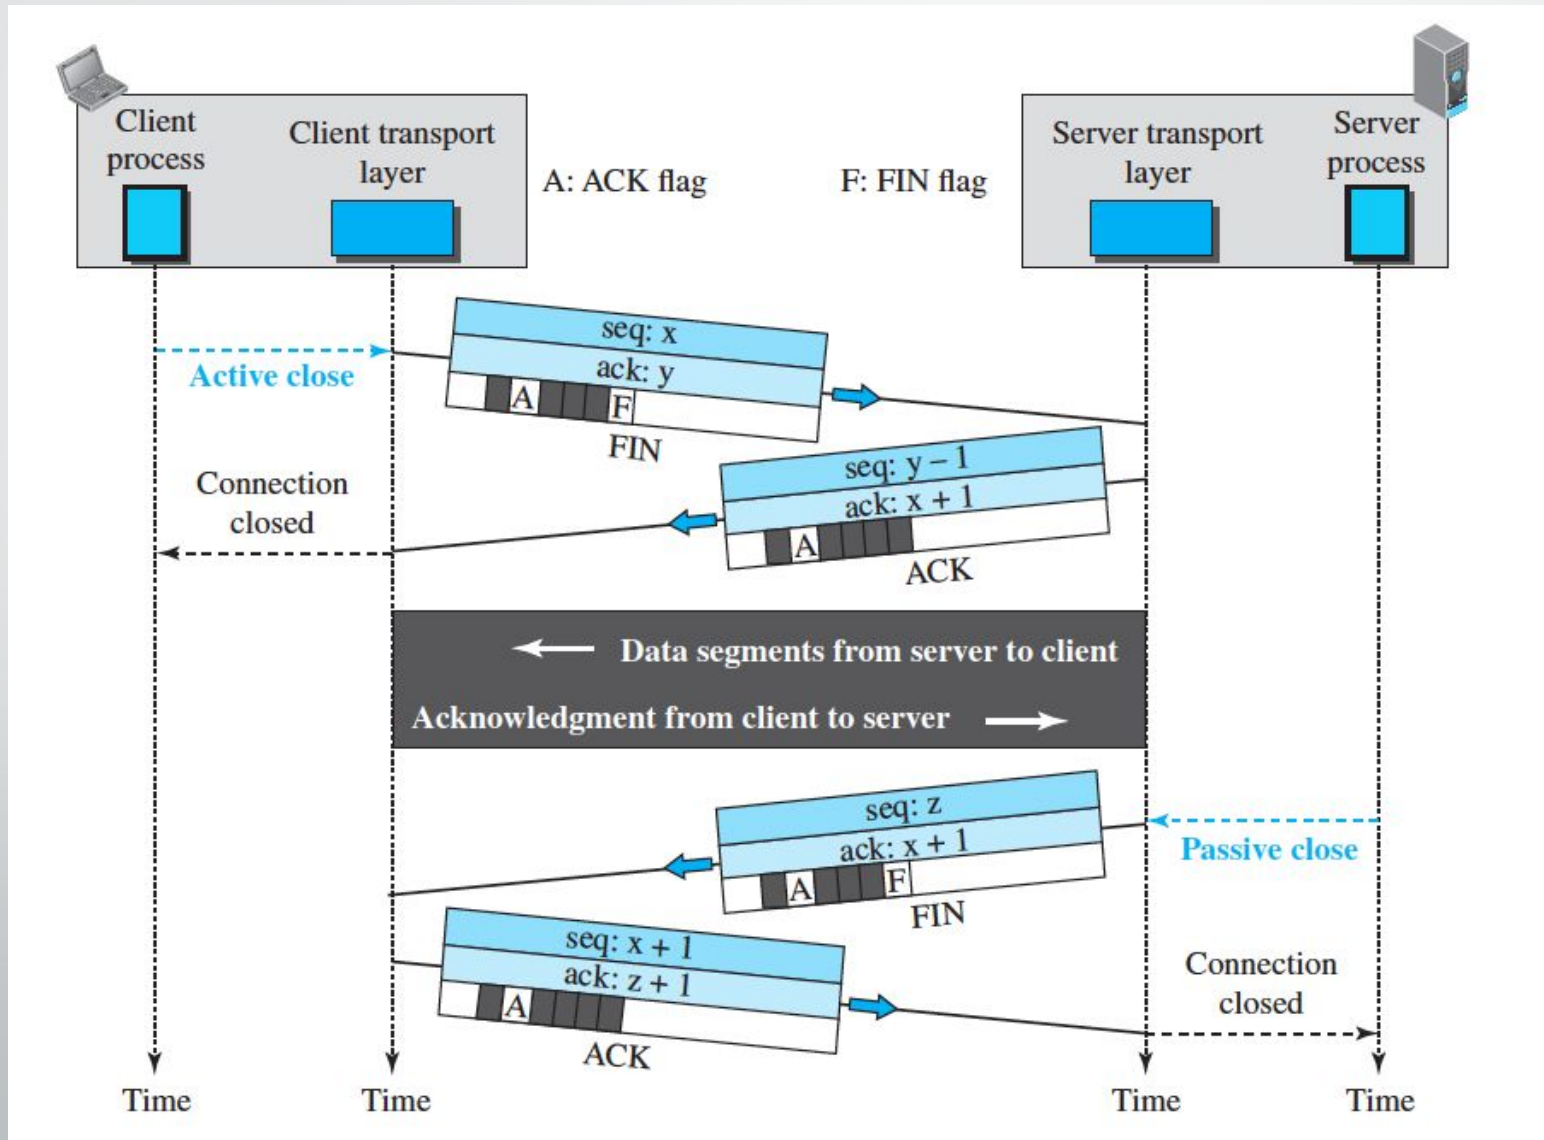 Client
process
Client transport
layer
A: ACK flag
F: FIN flag
Server transport
layer
Server
process
Active close
seq: x
ack: y
A F
FIN
seq: y – 1
ack: x + 1
A
ACK
Connection
closed
Data segments from server to client
Acknowledgment from client to server
seq: z
ack: x + 1
A F
FIN
Passive close
seq: x + 1
ack: z + 1
A
ACK
Connection
closed
Time
Time
Time
Time